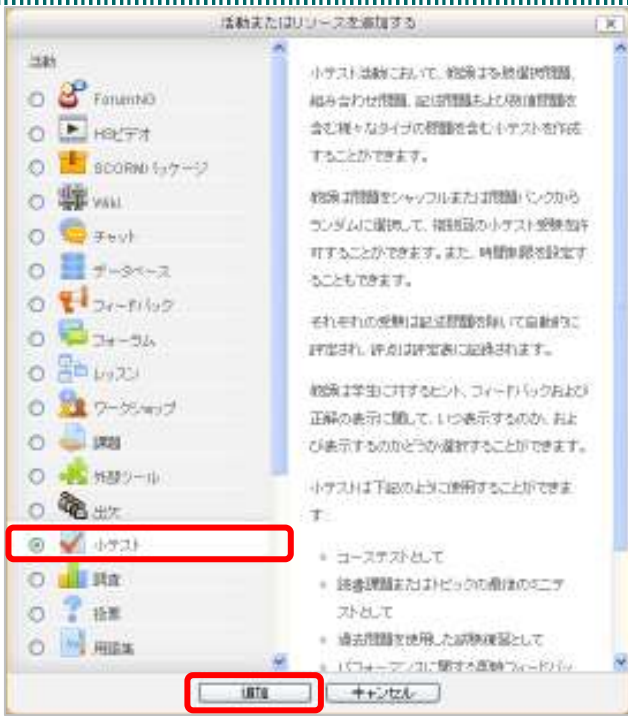 活動またはリソースを追加する
活動
ForumNG
HSビデオ
SCORMパッケージ
Wiki
チャット
データベース
フィードバック
フォーラム
レッスン
ワークショップ
課題
外部ツール
出欠
小テスト
調査
投票
用語集
小テスト活動において、教師は多肢選択問題、
組み合わせ問題、記述問題および数値問題を
含む様々なタイプの問題を含む小テストを作成
することができます。
教師は問題をシャッフルまたは問題バンクから
ランダムに選択して、複数回の小テスト受験を許
可することができます。また、時間制限を設定す
ることもできます。
それぞれの受験は記述問題を除いて自動的に
評定され、評点は評定表に記録されます。
教師は学生に対するヒント、フィードバックおよび
正解の表示に関して、いつ表示するのか、およ
び表示するのかどうか選択することができます。
小テストは下記のように使用することができま
す:
コーステストとして
読書課題またはトピックの最後のミニテ
ストとして
過去問題を使用した試験練習として
パフォーマンスに関する即時フィードバッ
追加
キャンセル